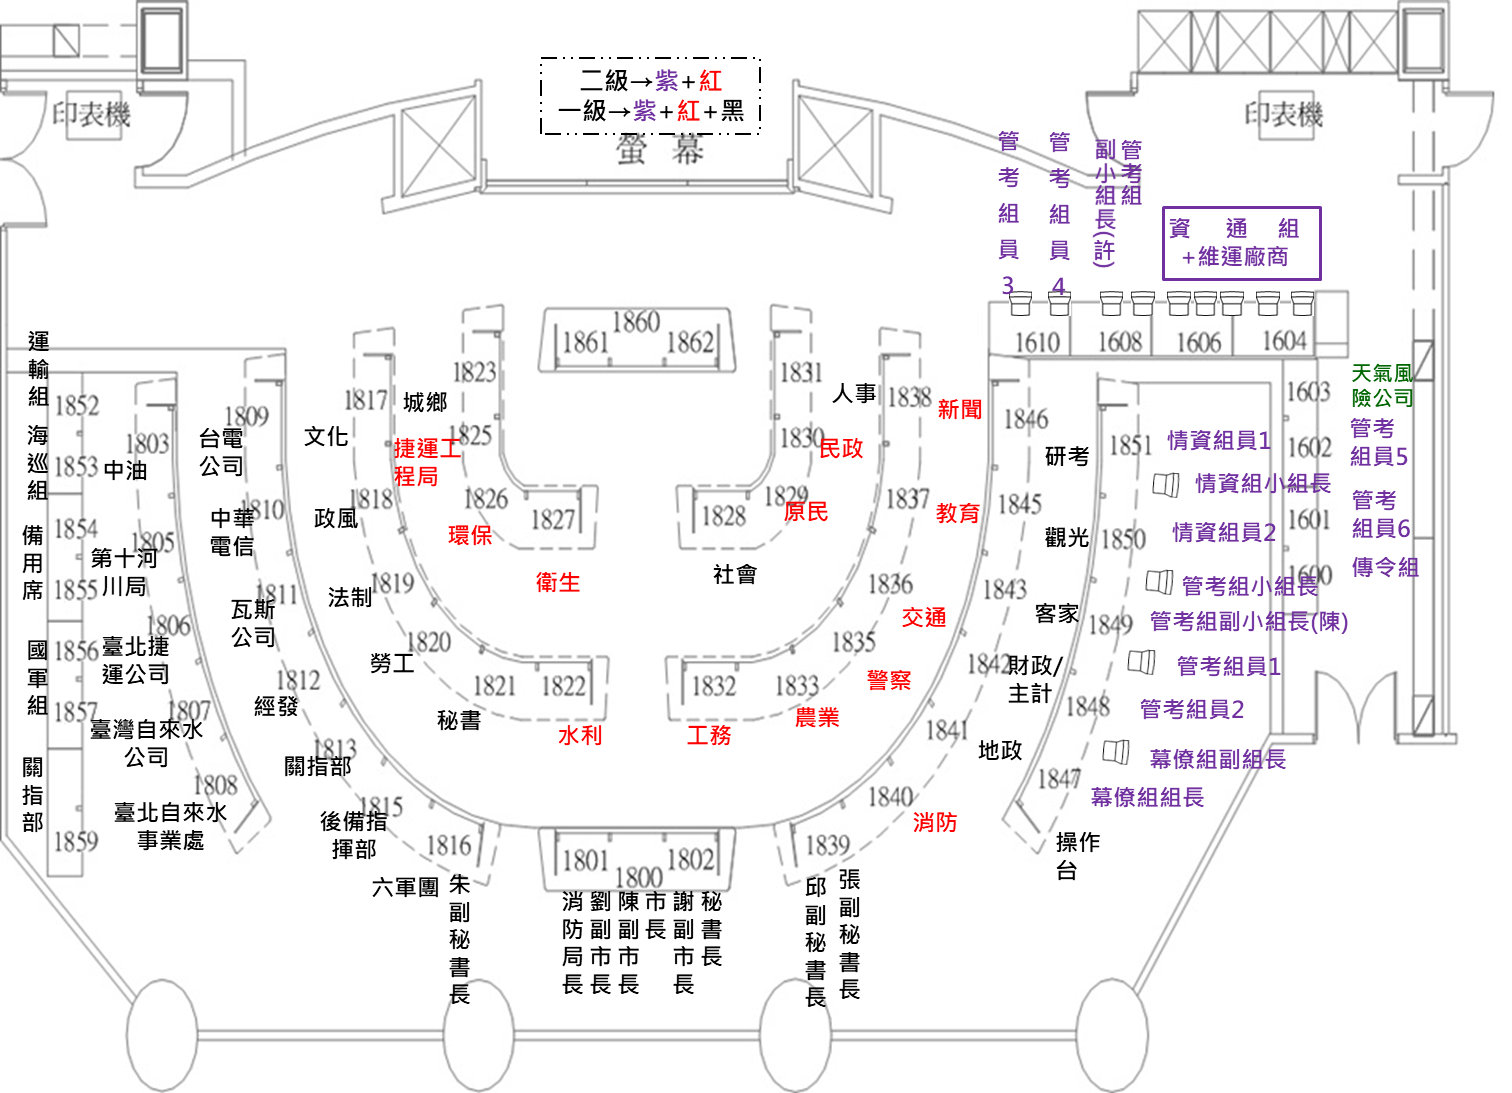 二級→紫+紅
一級→紫+紅+黑
螢 幕
印表機
印表機
管考組員3
管考組員4
副小組長(許)
管考組
資 通 組
+維運廠商
1610
1608
1606
1604
1603
1602
1601
1600
天氣風
險公司
管考
組員5
管考
組員6
傳令組
1861
1860
1862
1823
1825
1826
1827
1831
1830
1829
1828
城鄉
捷運工
程局
環保
衛生
人事
民政
原民
社會
1817
1818
1819
1820
1821
1822
文化
政風
法制
勞工
秘書
水利
1838
1837
1836
1835
1833
1832
新聞
教育
交通
警察
農業
工務
1809
1810
1811
1812
1813
1815
1816
台電
公司
中華
電信
瓦斯
公司
經發
關指部
後備指
揮部
六軍團
朱副秘書長
1846
1845
1843
1842
1841
1840
1839
研考
觀光
客家
財政/
主計
地政
消防
邱副秘書長
張副秘書長
1803
1805
1806
1807
1808
中油
第十河
川局
臺北捷
運公司
臺灣自來水
公司
臺北自來水
事業處
運輸組
海巡組
備用席
國軍組
關指部
1852
1853
1854
1855
1856
1857
1859
1851
1850
1849
1848
1847
情資組員1
情資組小組長
情資組員2
管考組小組長
管考組副小組長(陳)
管考組員1
管考組員2
幕僚組副組長
幕僚組組長
操作
台
1801
1800
1802
消防局長
劉副市長
陳副市長
市長
謝副市長
秘書長